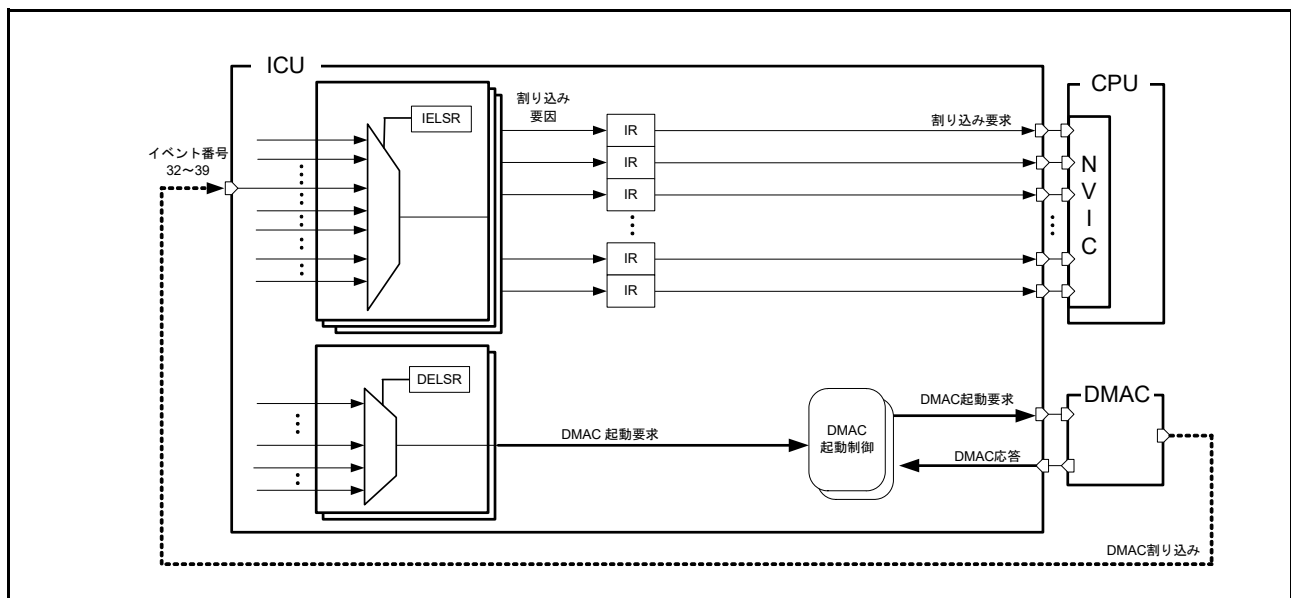 ICU
CPU
IELSR
割り込み
要因
IR
割り込み要求
IR
IR
IR
IR
N
V
I
C
イベント番号
32~39
DELSR
DMAC 起動要求
DMAC
起動制御
DMAC起動要求
DMAC応答
DMAC
DMAC割り込み